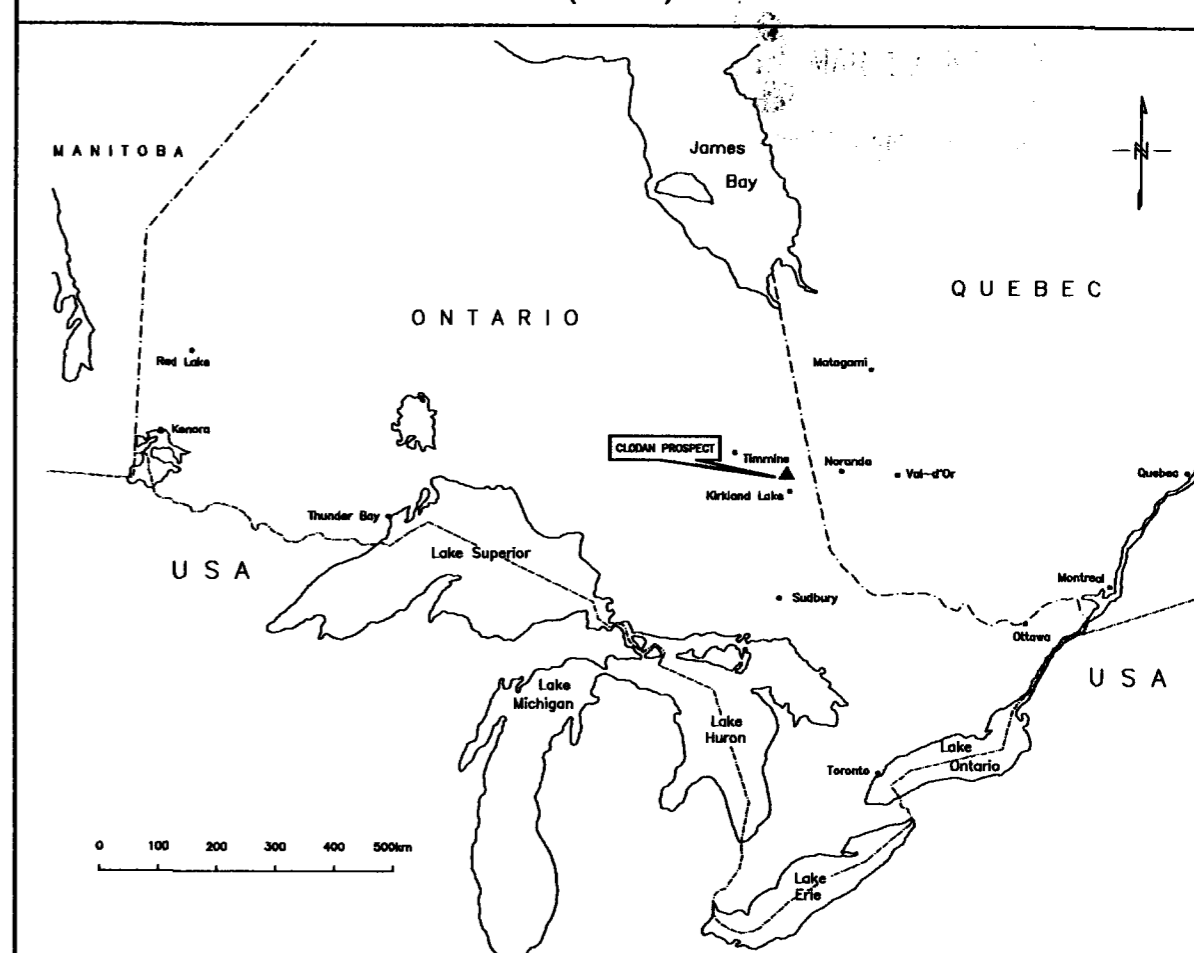 MANITOBA
James
Bay
N
QUEBEC
ONTARIO
Red Lake
Matagami
Kenora
CLODAN PROSPECT
Timmins
Noranda
Val-d'Or
Quebec
Kirkland Lake
Thunder Bay
Lake Superior
USA
Montreal
Sudbury
Ottawa
USA
Lake
Michigan
Lake
Huron
Lake
Ontario
Toronto
0 100 200 300 400 500km
Lake
Erie